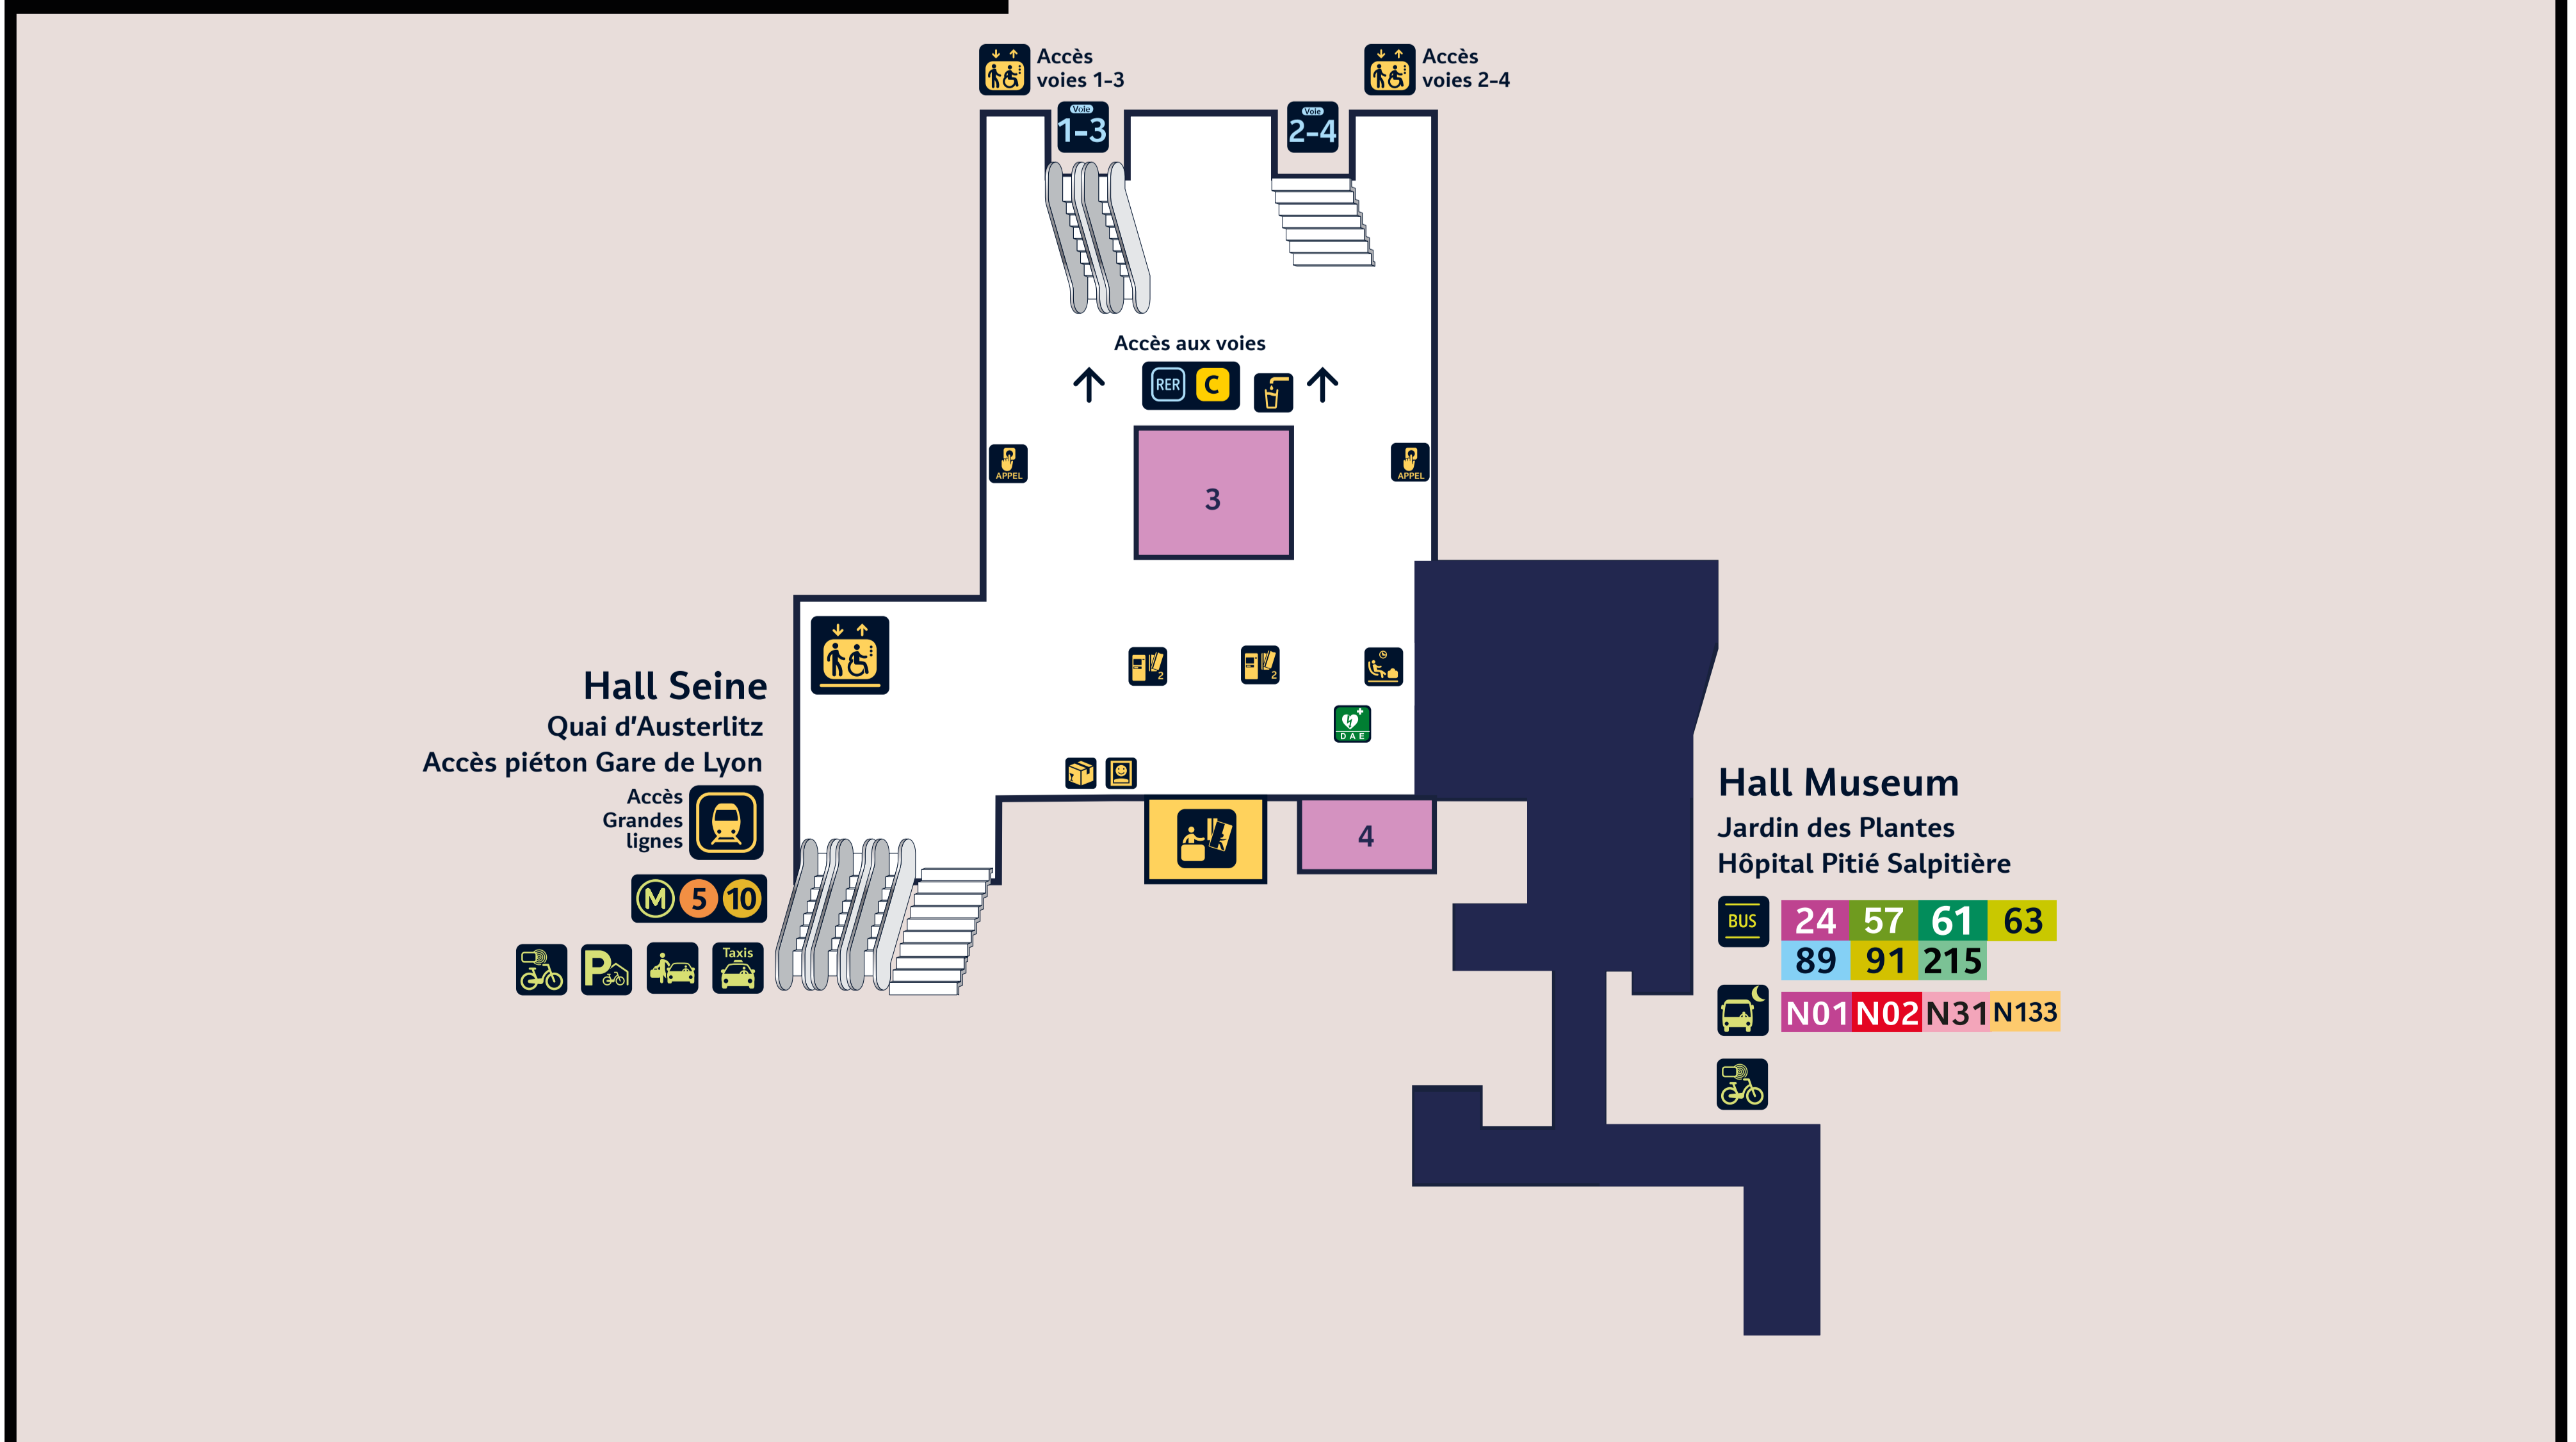 Accès
voies 1-3
Accès
voies 2-4
Voie
1-3
Voie
2-4
Accès aux voies
RER C
APPEL
APPEL
3
2
2
DAE
4
Hall Seine
Quai d'Austerlitz
Accès piéton Gare de Lyon
Accès
Grandes
lignes
M 5 10
P
Taxis
Hall Museum
Jardin des Plantes
Hôpital Pitié Salpitière
BUS 24 57 61 63
89 91 215
N01 N02 N31 N133